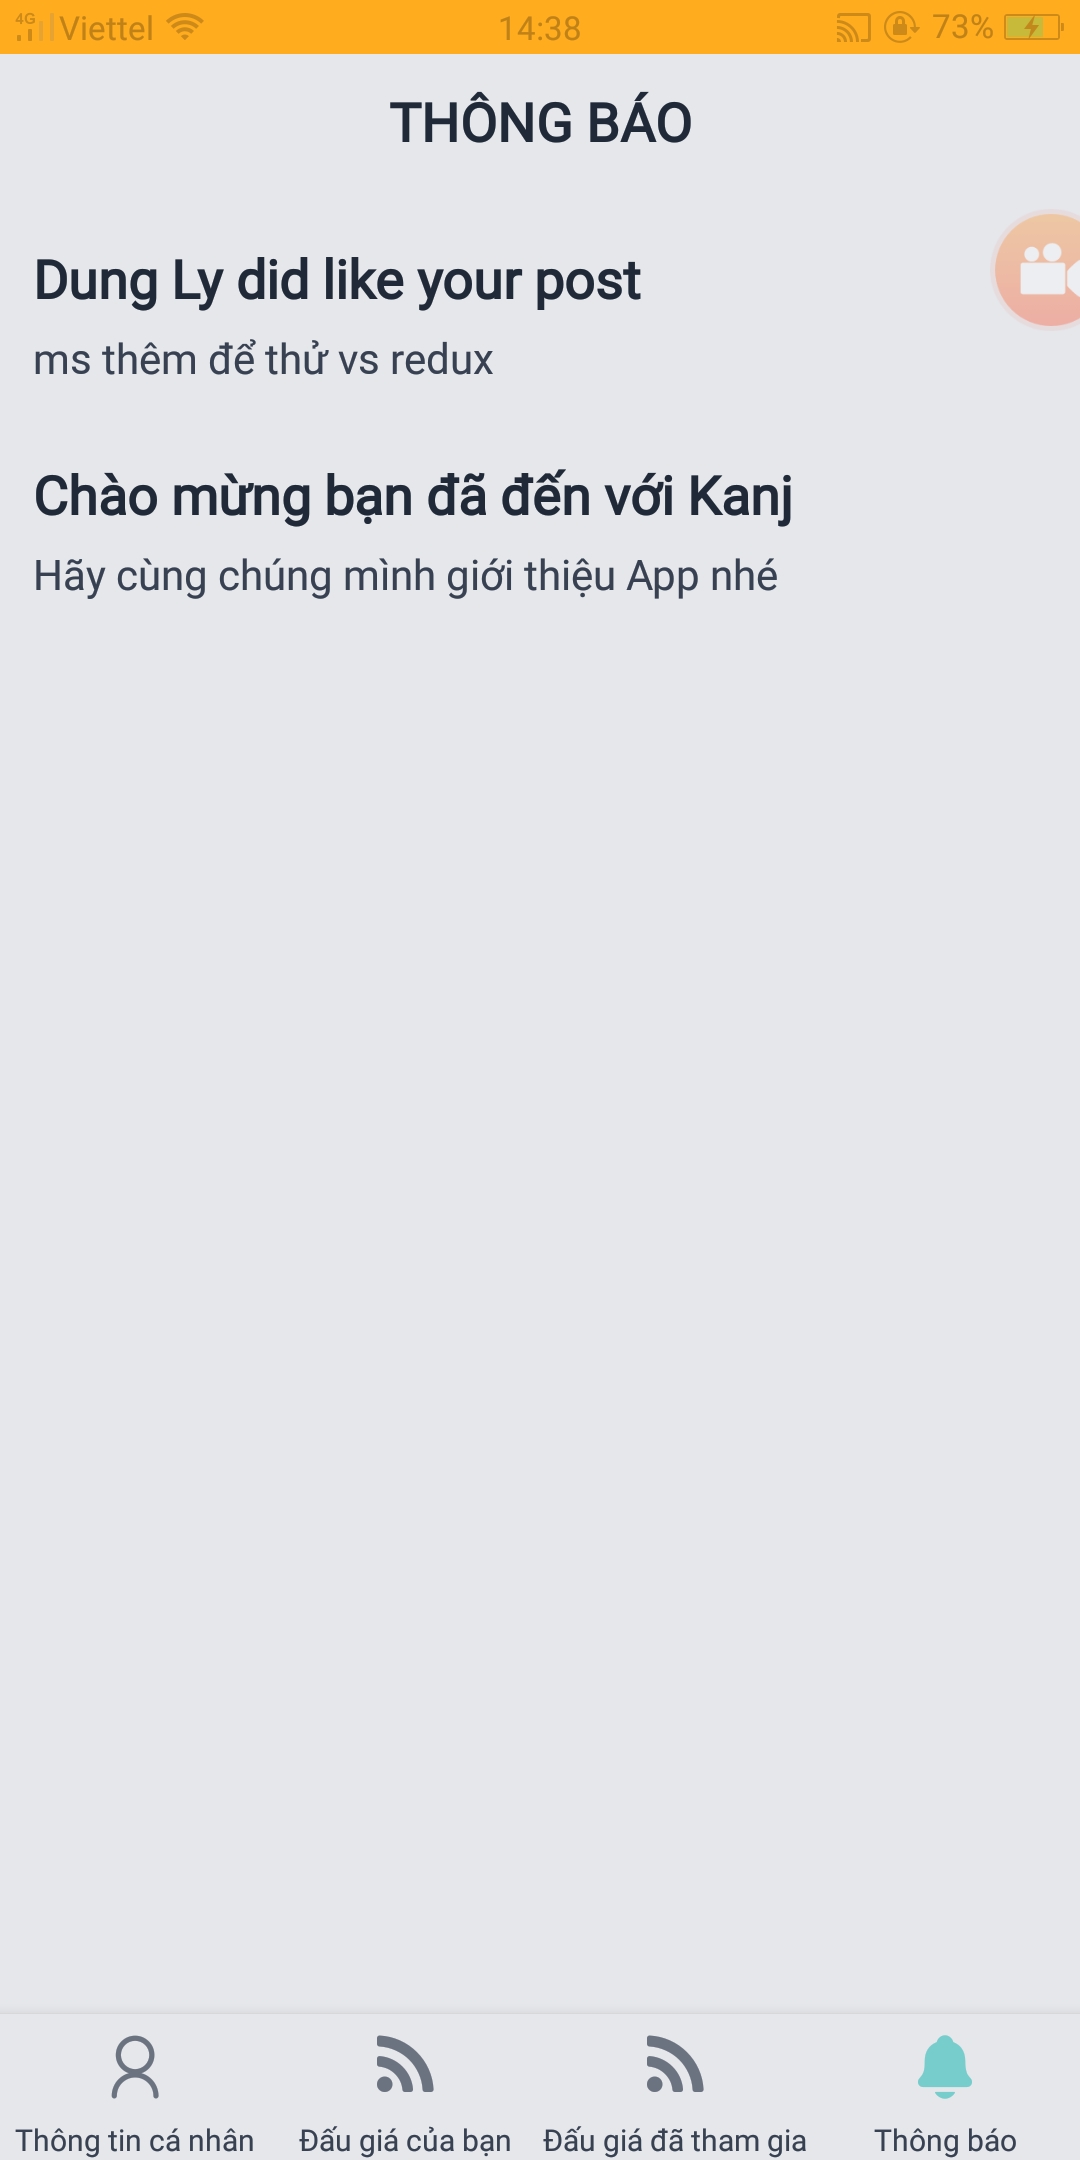 4G Viettel 14:38 73%
THÔNG BÁO
Dung Ly did like your post
ms thêm để thử vs redux
Chào mừng bạn đã đến với Kanj
Hãy cùng chúng mình giới thiệu App nhé
Thông tin cá nhân Đấu giá của bạn Đấu giá đã tham gia Thông báo